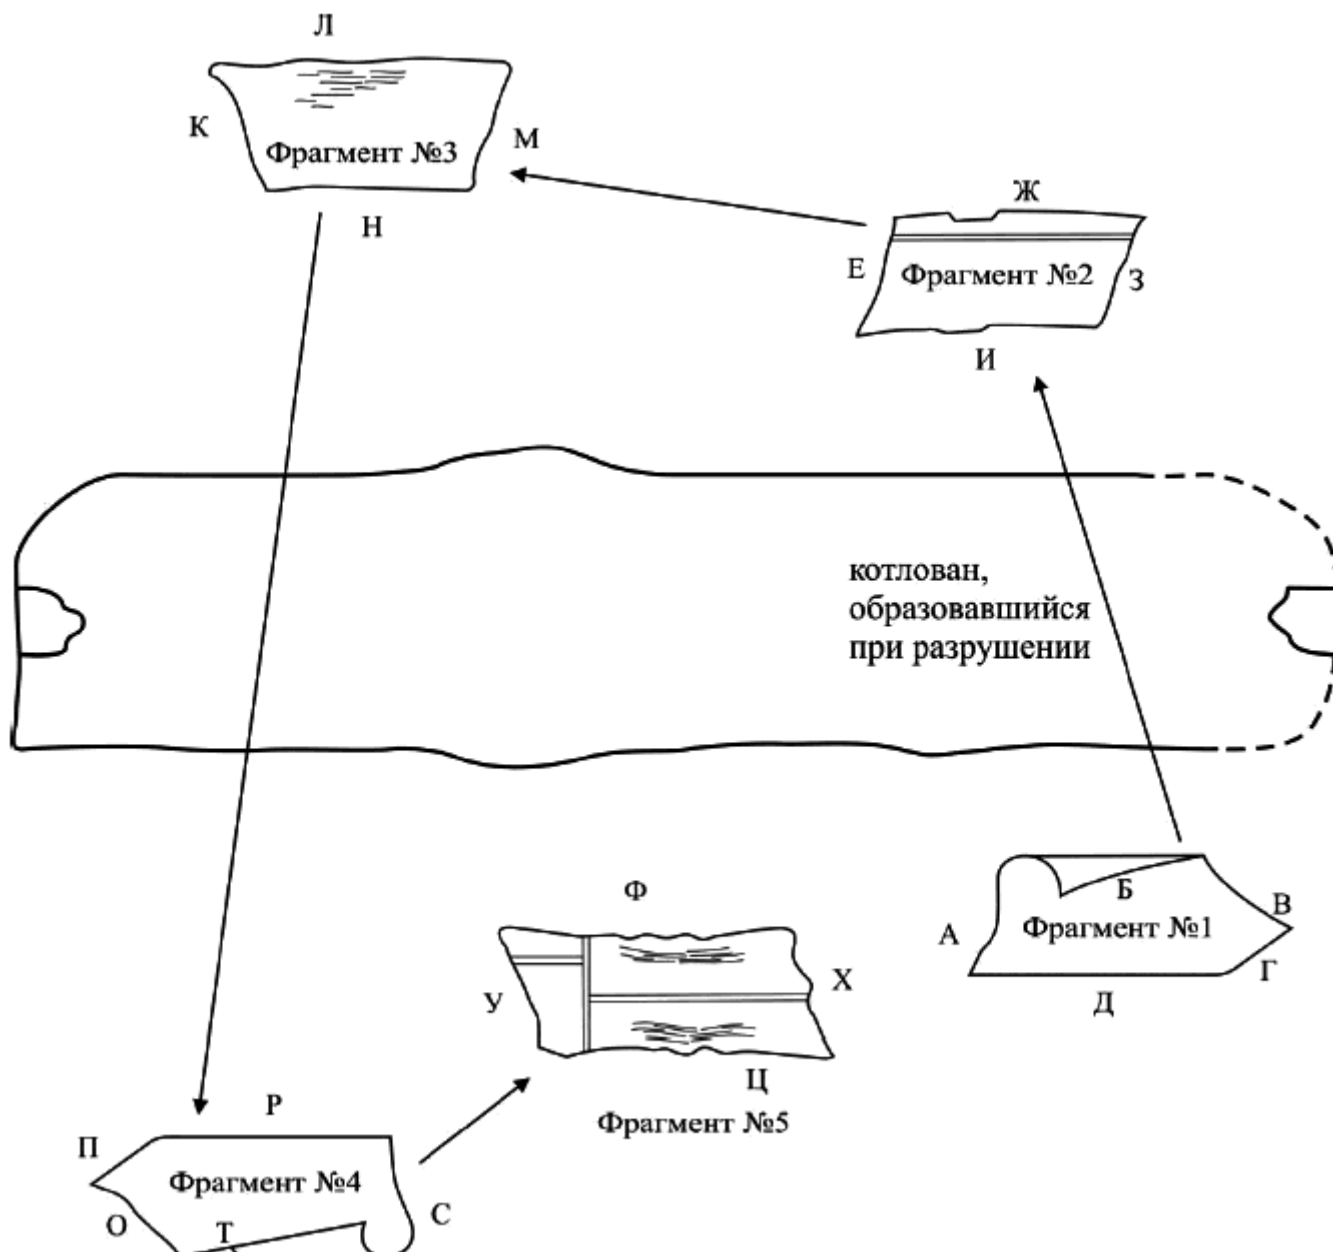 Л
К
Фрагмент №3
М
Н
Ж
Е
Фрагмент №2
З
И
котлован,
образовавшийся
при разрушении
Б
А
Фрагмент №1
В
Г
Д
Ф
У
Х
Ц
Фрагмент №5
Р
П
Фрагмент №4
О
Т
С